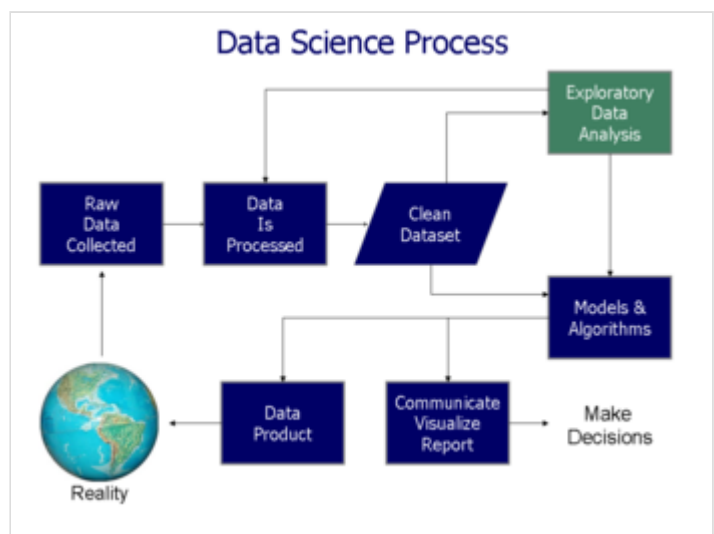 Data Science Process
Exploratory
Data
Analysis
Raw
Data
Collected
Data
Is
Processed
Clean
Dataset
Models &
Algorithms
Data
Product
Communicate
Visualize
Report
Make
Decisions
Reality